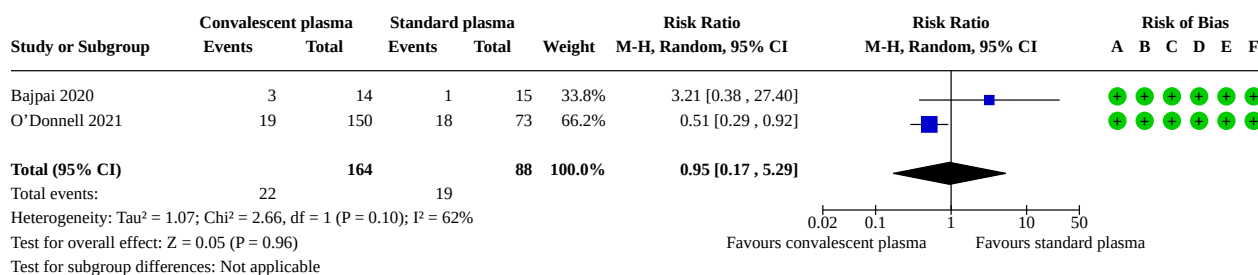 Convalescent plasma Standard plasma Risk Ratio Risk Ratio Risk of Bias
Study or Subgroup Events Total Events Total Weight M-H, Random, 95% CI M-H, Random, 95% CI A B C D E F
Bajpai 2020 3 14 1 15 33.8% 3.21 [0.38 , 27.40] + + + + + +
O'Donnell 2021 19 150 18 73 66.2% 0.51 [0.29 , 0.92] + + + + + +
Total (95% CI) 164 88 100.0% 0.95 [0.17 , 5.29]
Total events: 22 19
Heterogeneity: Tau² = 1.07; Chi² = 2.66, df = 1 (P = 0.10); I² = 62%
0.02 0.1 1 10 50
Test for overall effect: Z = 0.05 (P = 0.96)
Favours convalescent plasma Favours standard plasma
Test for subgroup differences: Not applicable